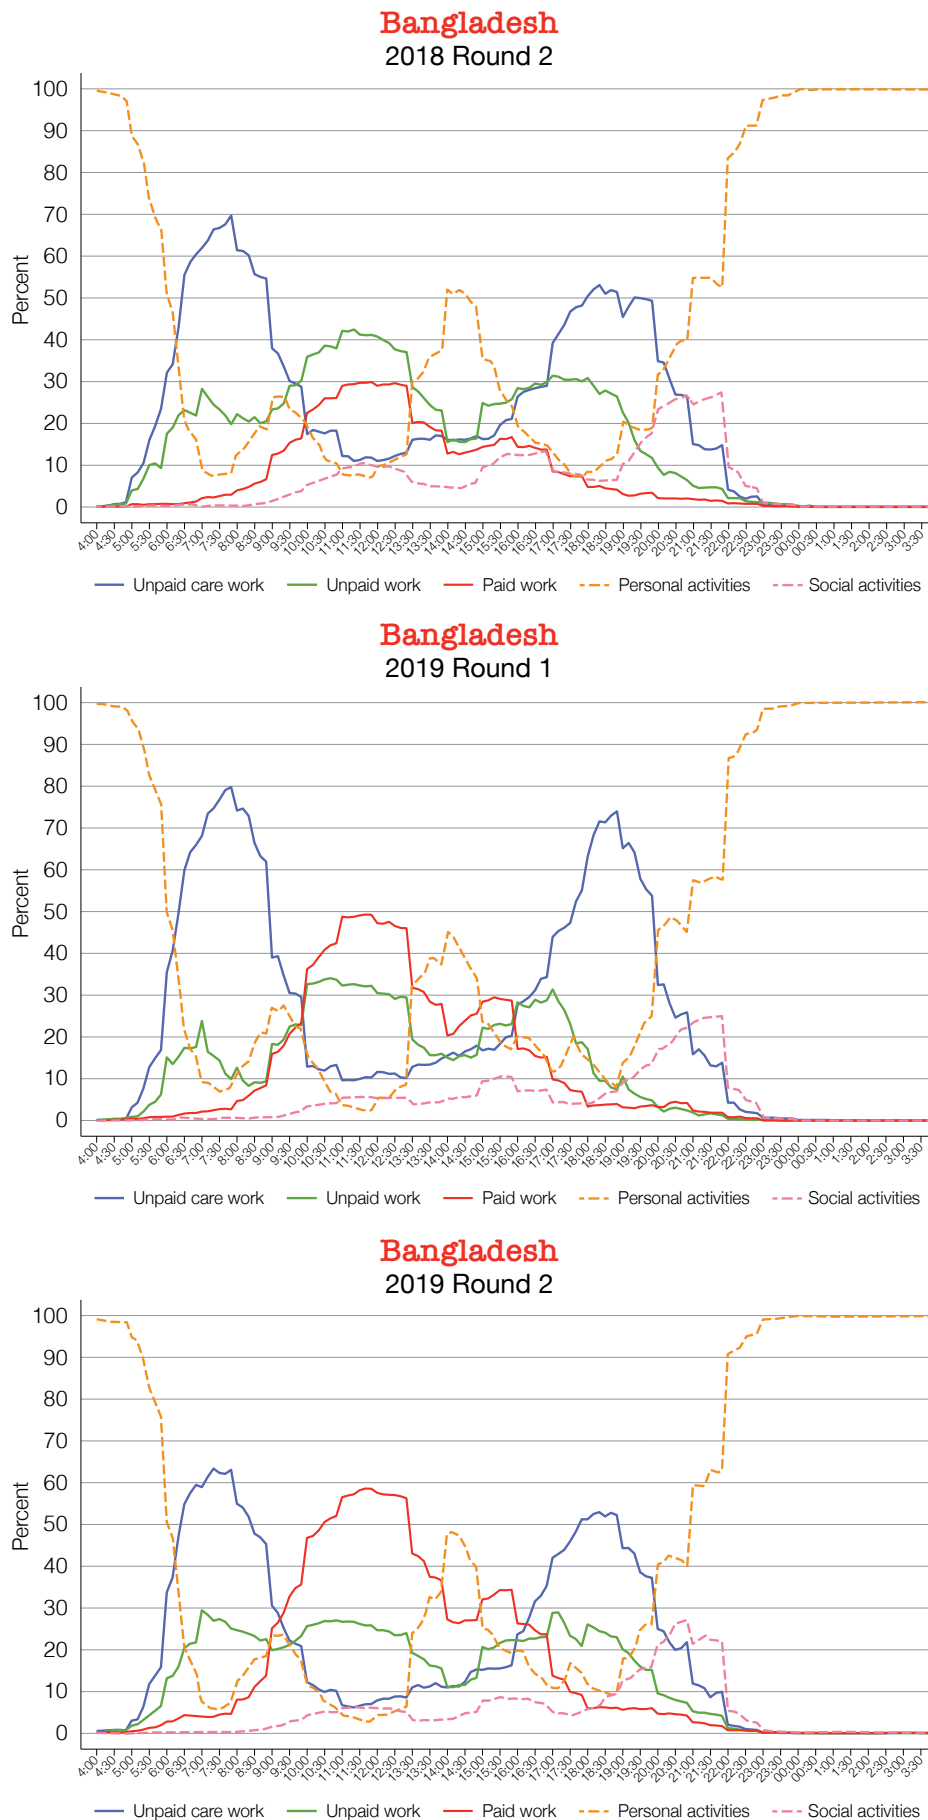 Bangladesh
2018 Round 2
100
90
80
70
60
50
40
30
20
10
0
Percent
4:00 4:30 5:00 5:30 6:00 6:30 7:00 7:30 8:00 8:30 9:00 9:30 10:00 10:30 11:00 11:30 12:00 12:30 13:30 13:30 14:00 14:30 15:00 15:30 16:00 16:30 17:00 17:30 18:00 18:30 19:00 19:30 20:00 20:30 21:00 21:30 22:00 22:30 23:00 23:30 00:00 00:30 1:00 1:30 2:00 2:30 3:00 3:30
Unpaid care work Unpaid work Paid work Personal activities Social activities
Bangladesh
2019 Round 1
100
90
80
70
60
50
40
30
20
10
0
Percent
4:00 4:30 5:00 5:30 6:00 6:30 7:00 7:30 8:00 8:30 9:00 9:30 10:00 10:30 11:00 11:30 12:00 12:30 13:30 13:30 14:00 14:30 15:00 15:30 16:00 16:30 17:00 17:30 18:00 18:30 19:00 19:30 20:00 20:30 21:00 21:30 22:00 22:30 23:00 23:30 00:00 00:30 1:00 1:30 2:00 2:30 3:00 3:30
Unpaid care work Unpaid work Paid work Personal activities Social activities
Bangladesh
2019 Round 2
100
90
80
70
60
50
40
30
20
10
0
Percent
4:00 4:30 5:00 5:30 6:00 6:30 7:00 7:30 8:00 8:30 9:00 9:30 10:00 10:30 11:00 11:30 12:00 12:30 13:30 13:30 14:00 14:30 15:00 15:30 16:00 16:30 17:00 17:30 18:00 18:30 19:00 19:30 20:00 20:30 21:00 21:30 22:00 22:30 23:00 23:30 00:00 00:30 1:00 1:30 2:00 2:30 3:00 3:30
Unpaid care work Unpaid work Paid work Personal activities Social activities